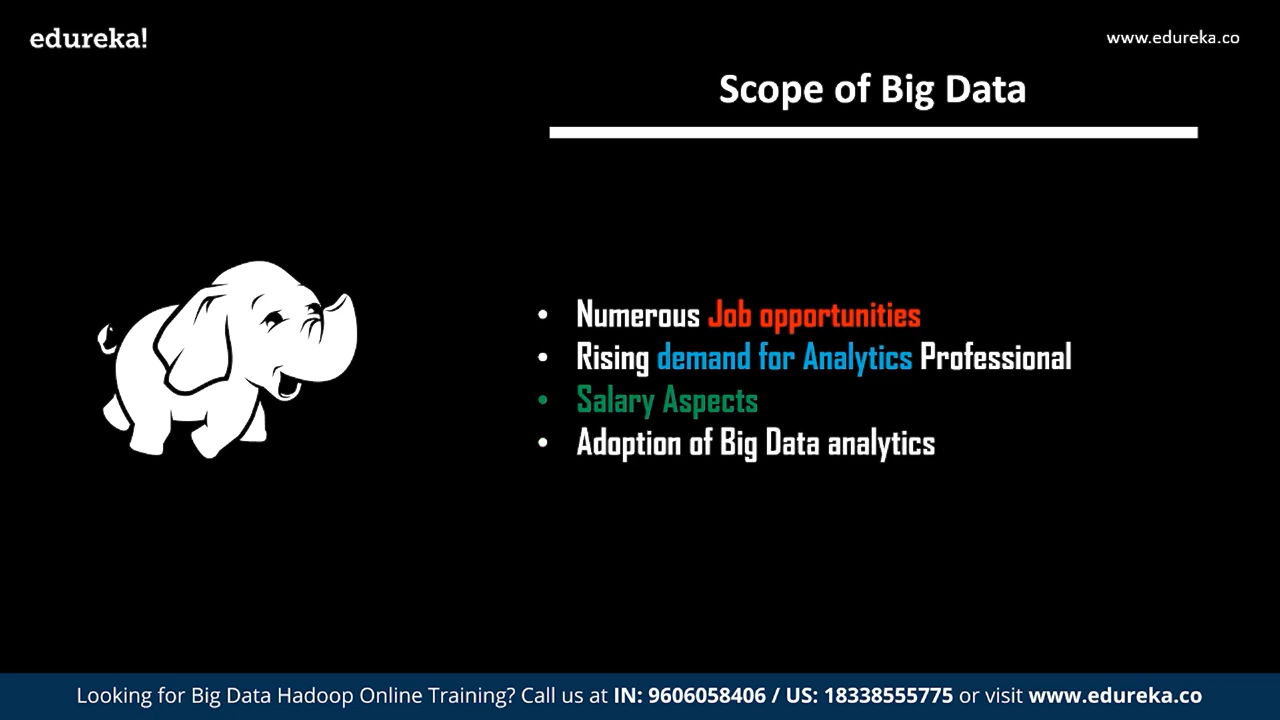 edureka!
www.edureka.co
Scope of Big Data
• Numerous Job opportunities
• Rising demand for Analytics Professional
• Salary Aspects
• Adoption of Big Data analytics
Looking for Big Data Hadoop Online Training? Call us at IN: 9606058406 / US: 18338555775 or visit www.edureka.co